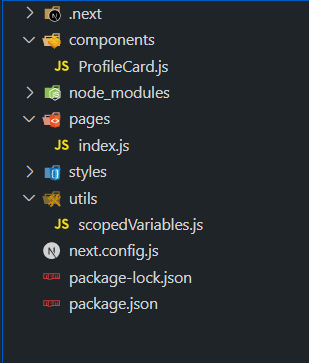 .next
components
JS ProfileCard.js
node_modules
pages
JS index.js
styles
utils
JS scopedVariables.js
N next.config.js
package-lock.json
package.json